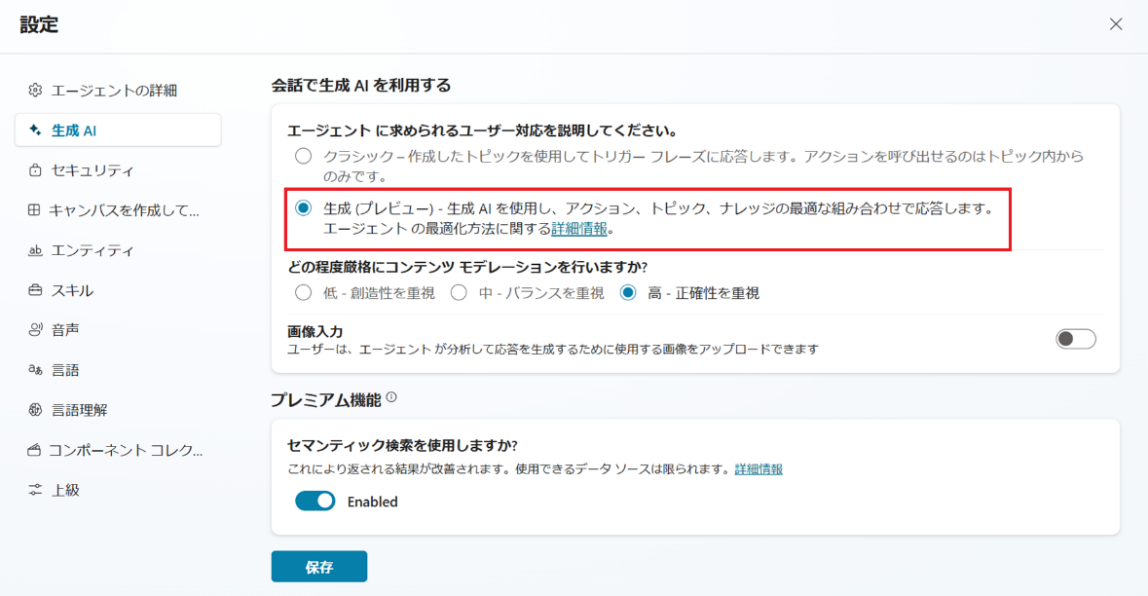 設定
エージェントの詳細
生成 AI
セキュリティ
キャンバスを作成して...
エンティティ
スキル
音声
言語
言語理解
コンポーネント コレク...
上級
会話で生成 AI を利用する
エージェント に求められるユーザー対応を説明してください。
クラシック – 作成したトピックを使用してトリガー フレーズに応答します。アクションを呼び出せるのはトピック内から
のみです。
生成 (プレビュー) - 生成 AI を使用し、アクション、トピック、ナレッジの最適な組み合わせで応答します。
エージェント の最適化方法に関する詳細情報。
どの程度厳格にコンテンツ モデレーションを行いますか?
低 - 創造性を重視 中 - バランスを重視 高 - 正確性を重視
画像入力
ユーザーは、エージェント が分析して応答を生成するために使用する画像をアップロードできます
プレミアム機能
セマンティック検索を使用しますか?
これにより返される結果が改善されます。使用できるデータ ソースは限られます。詳細情報
Enabled
保存